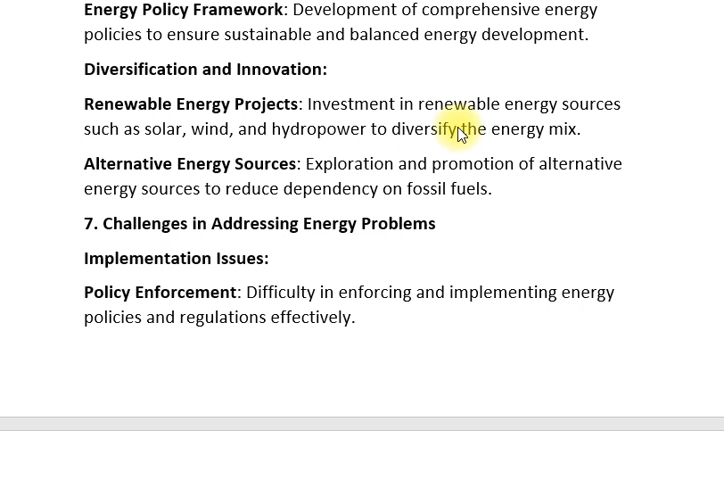 Energy Policy Framework: Development of comprehensive energy
policies to ensure sustainable and balanced energy development.
Diversification and Innovation:
Renewable Energy Projects: Investment in renewable energy sources
such as solar, wind, and hydropower to diversify the energy mix.
Alternative Energy Sources: Exploration and promotion of alternative
energy sources to reduce dependency on fossil fuels.
7. Challenges in Addressing Energy Problems
Implementation Issues:
Policy Enforcement: Difficulty in enforcing and implementing energy
policies and regulations effectively.